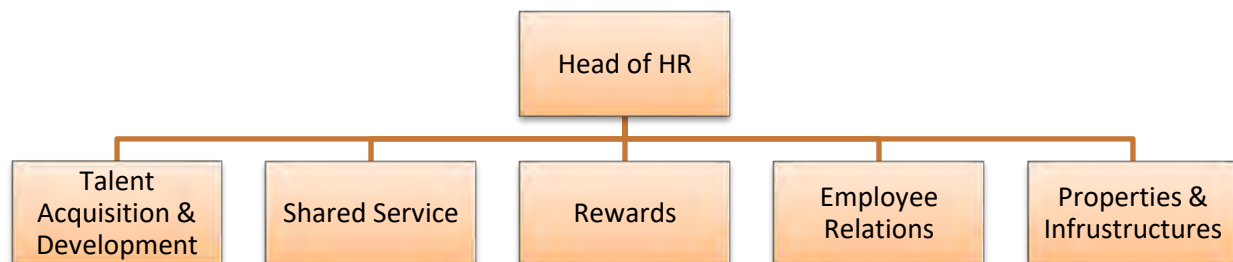 Head of HR
Talent
Acquisition &
Development
Shared Service
Rewards
Employee
Relations
Properties &
Infrustructures